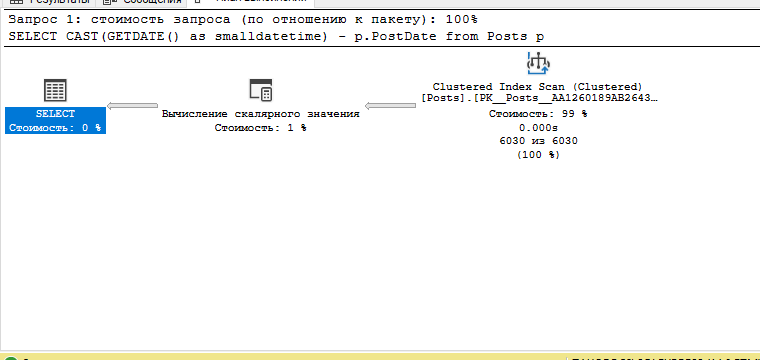 Результаты Сообщения
Запрос 1: стоимость запроса (по отношению к пакету): 100%
SELECT CAST(GETDATE() as smalldatetime) - p.PostDate from Posts p
SELECT
Стоимость: 0 %
Вычисление скалярного значения
Стоимость: 1 %
Clustered Index Scan (Clustered)
[Posts].[PK__Posts__AA1260189AB2643…
Стоимость: 99 %
0.000s
6030 из 6030
(100 %)